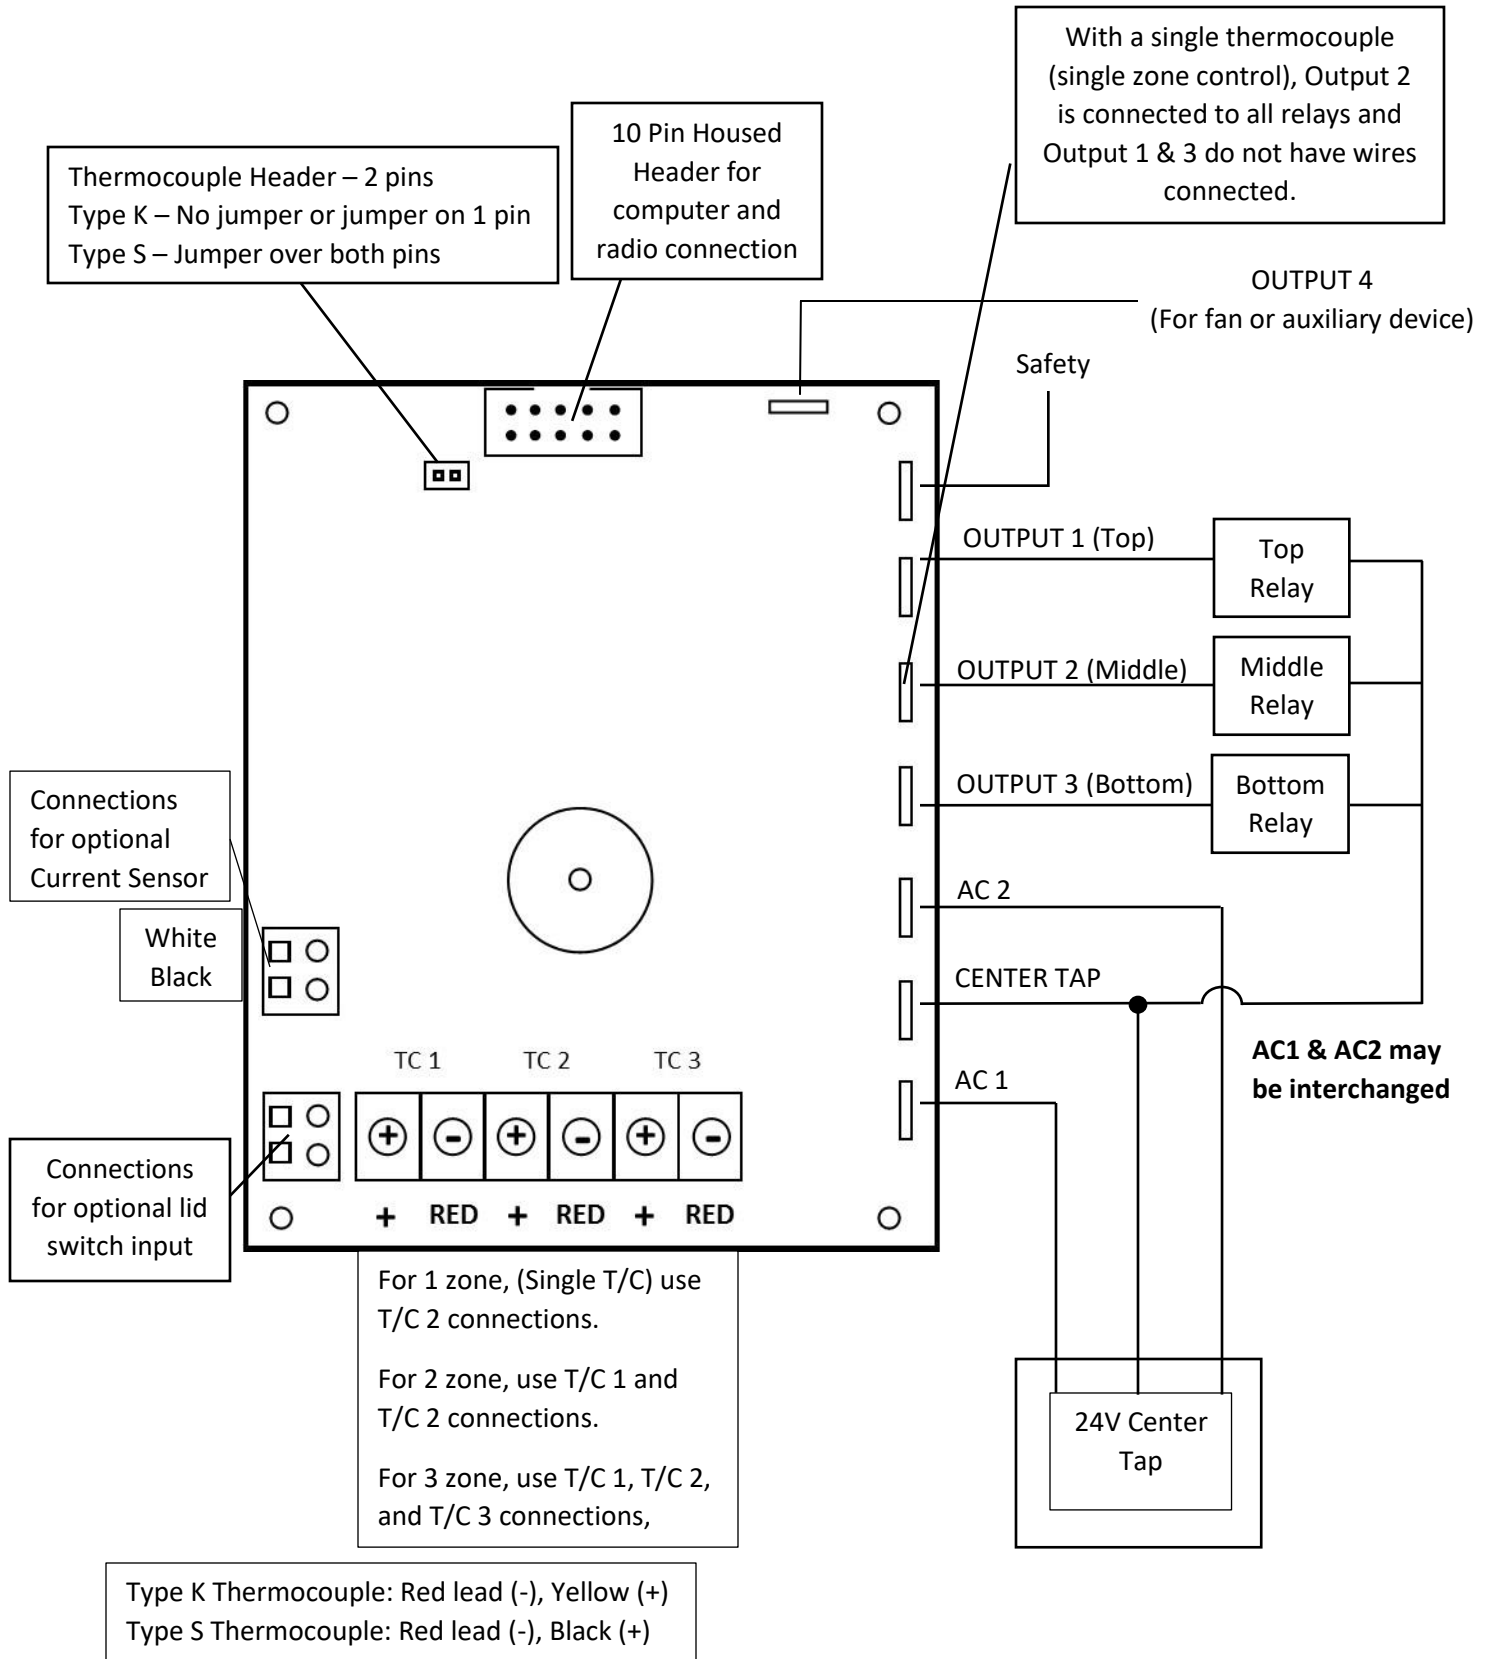 With a single thermocouple
(single zone control), Output 2
is connected to all relays and
Output 1 & 3 do not have wires
connected.
10 Pin Housed
Header for
computer and
radio connection
Thermocouple Header – 2 pins
Type K – No jumper or jumper on 1 pin
Type S – Jumper over both pins
OUTPUT 4
(For fan or auxiliary device)
Safety
OUTPUT 1 (Top)
Top
Relay
OUTPUT 2 (Middle)
Middle
Relay
OUTPUT 3 (Bottom)
Bottom
Relay
Connections
for optional
Current Sensor
White
Black
AC 2
CENTER TAP
AC1 & AC2 may
be interchanged
AC 1
TC 1 TC 2 TC 3
+ - + - + -
+ RED + RED + RED
Connections
for optional lid
switch input
For 1 zone, (Single T/C) use
T/C 2 connections.
For 2 zone, use T/C 1 and
T/C 2 connections.
For 3 zone, use T/C 1, T/C 2,
and T/C 3 connections,
24V Center
Tap
Type K Thermocouple: Red lead (-), Yellow (+)
Type S Thermocouple: Red lead (-), Black (+)